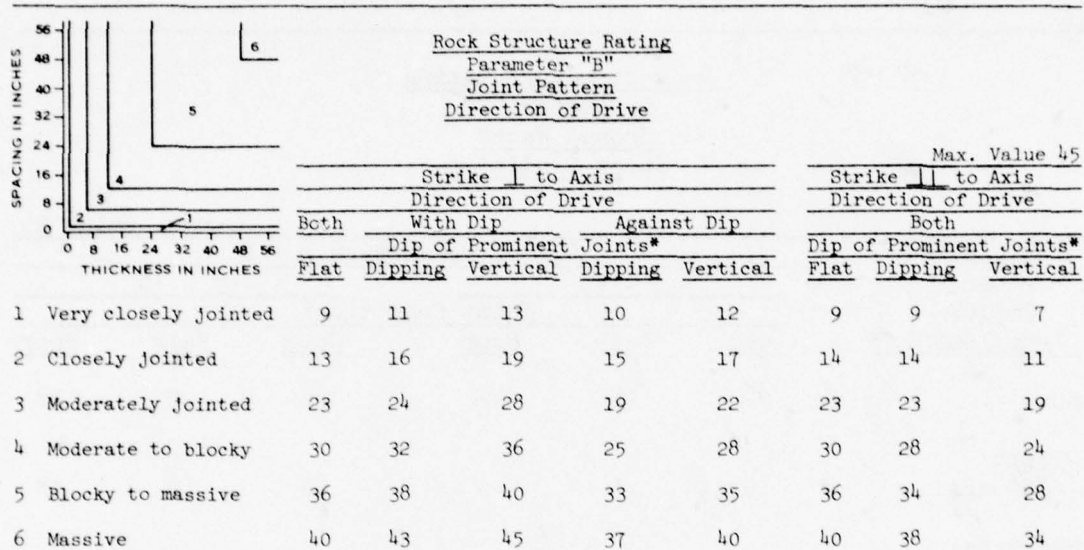 Rock Structure Rating
Parameter "B"
Joint Pattern
Direction of Drive
SPACING IN INCHES
56
48
40
32
24
16
8
0
6
5
4
3
2
1
0 8 16 24 32 40 48 56
THICKNESS IN INCHES
Max. Value 45
Strike ⊥ to Axis Strike || to Axis
Direction of Drive Direction of Drive
Both With Dip Against Dip Both
Dip of Prominent Joints* Dip of Prominent Joints*
Flat Dipping Vertical Dipping Vertical Flat Dipping Vertical
1 Very closely jointed 9 11 13 10 12 9 9 7
2 Closely jointed 13 16 19 15 17 14 14 11
3 Moderately jointed 23 24 28 19 22 23 23 19
4 Moderate to blocky 30 32 36 25 28 30 28 24
5 Blocky to massive 36 38 40 33 35 36 34 28
6 Massive 40 43 45 37 40 40 38 34